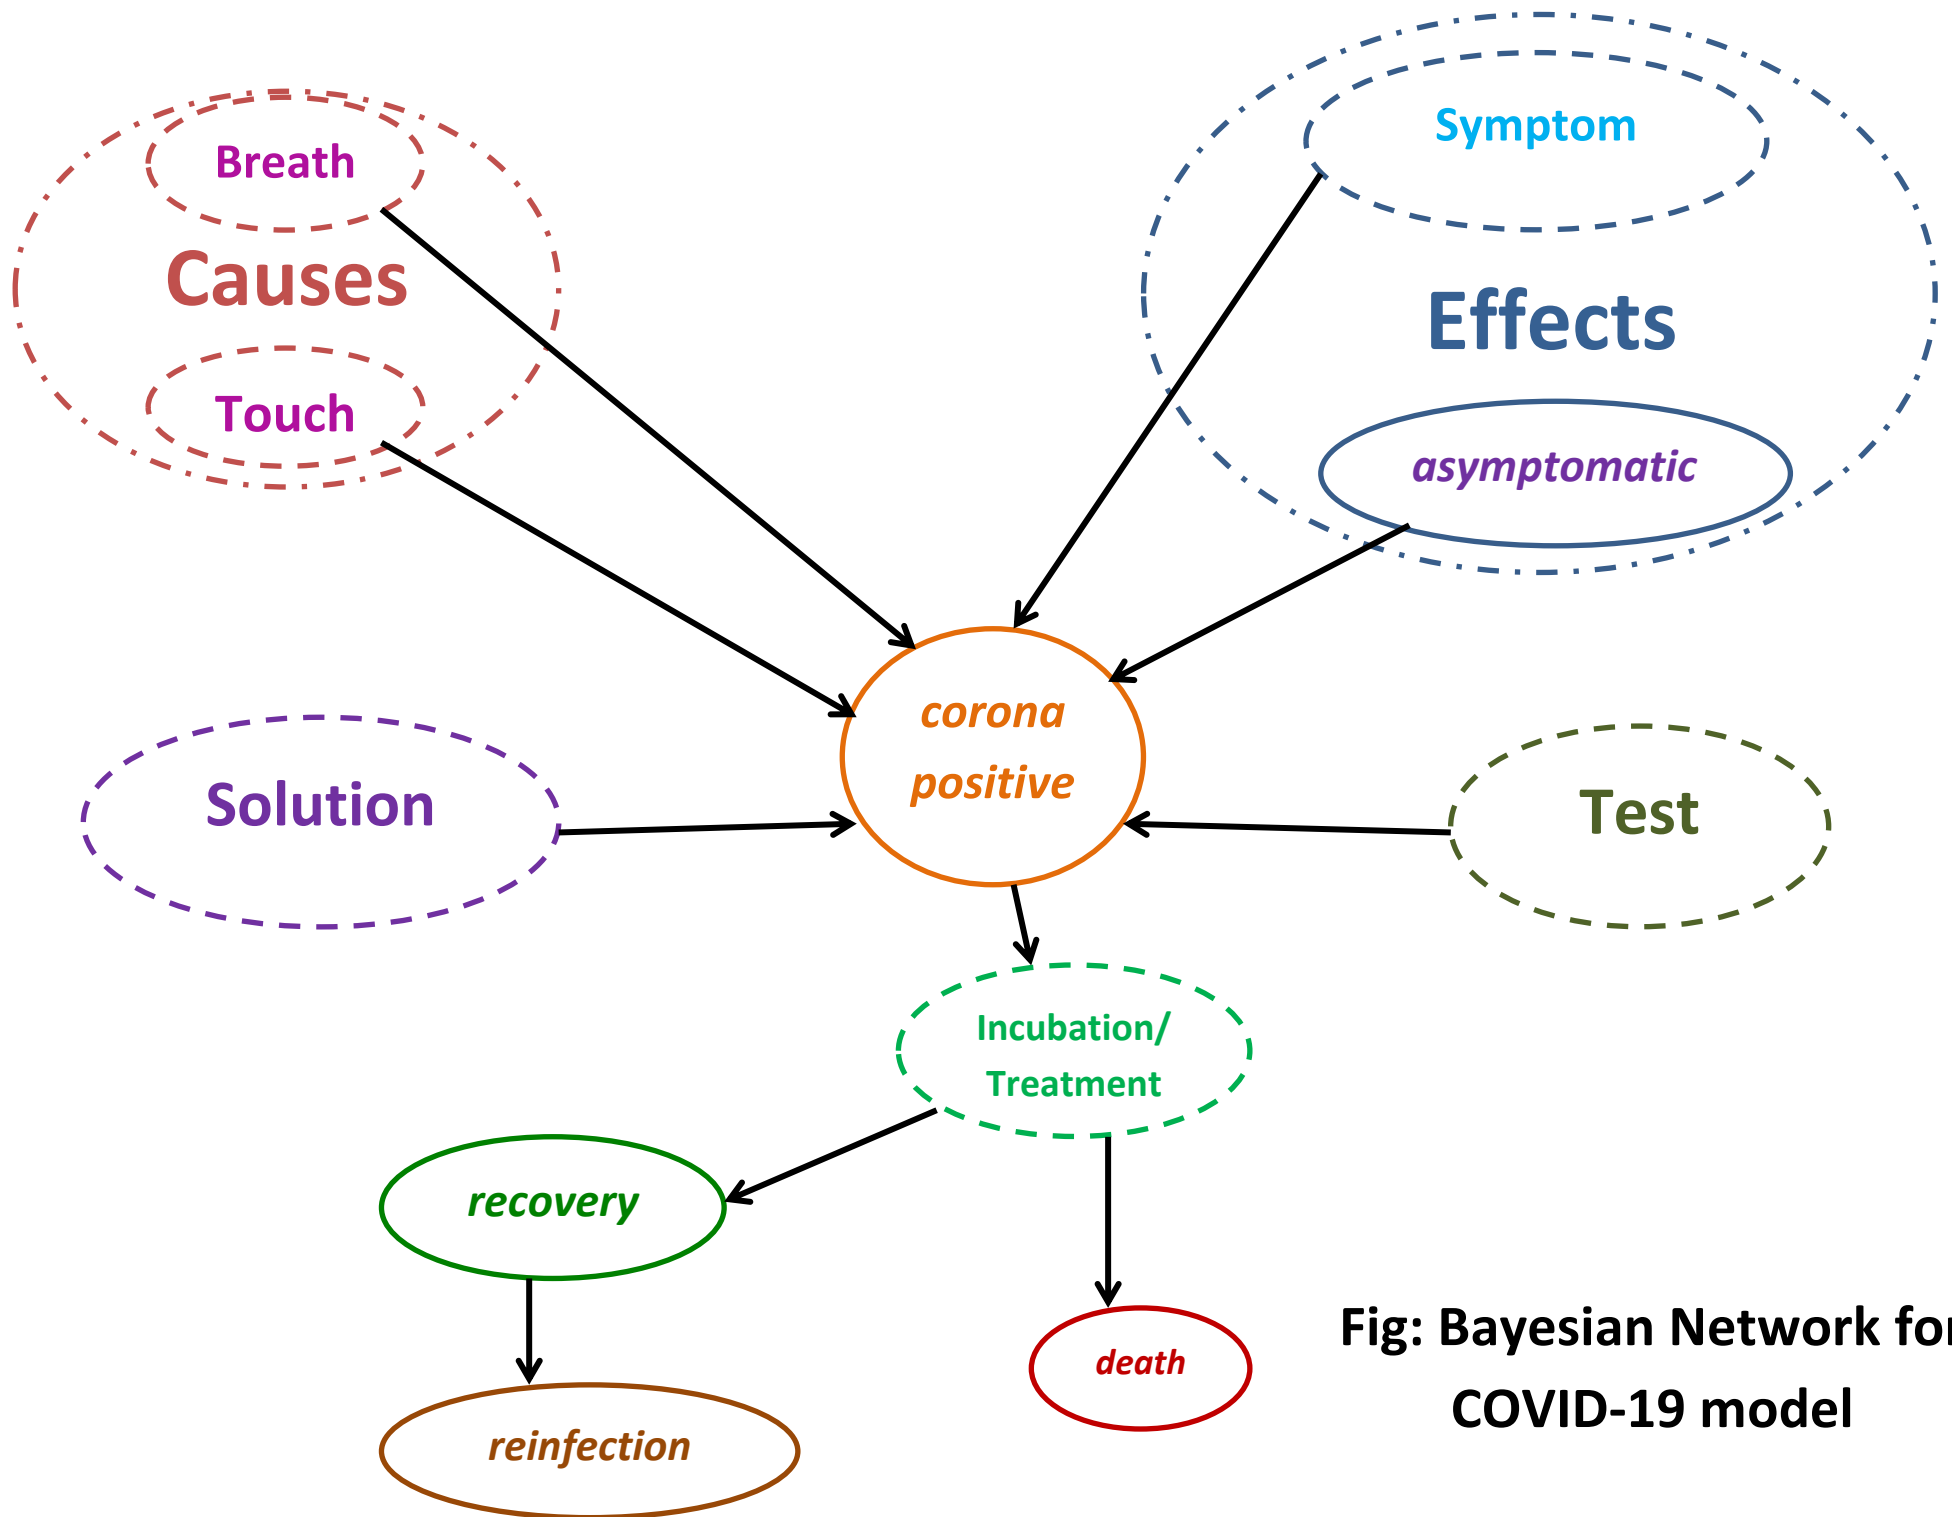 Symptom
Breath
Causes
Effects
Touch
asymptomatic
corona
positive
Solution
Test
Incubation/
Treatment
recovery
death
reinfection
Fig: Bayesian Network for
COVID-19 model